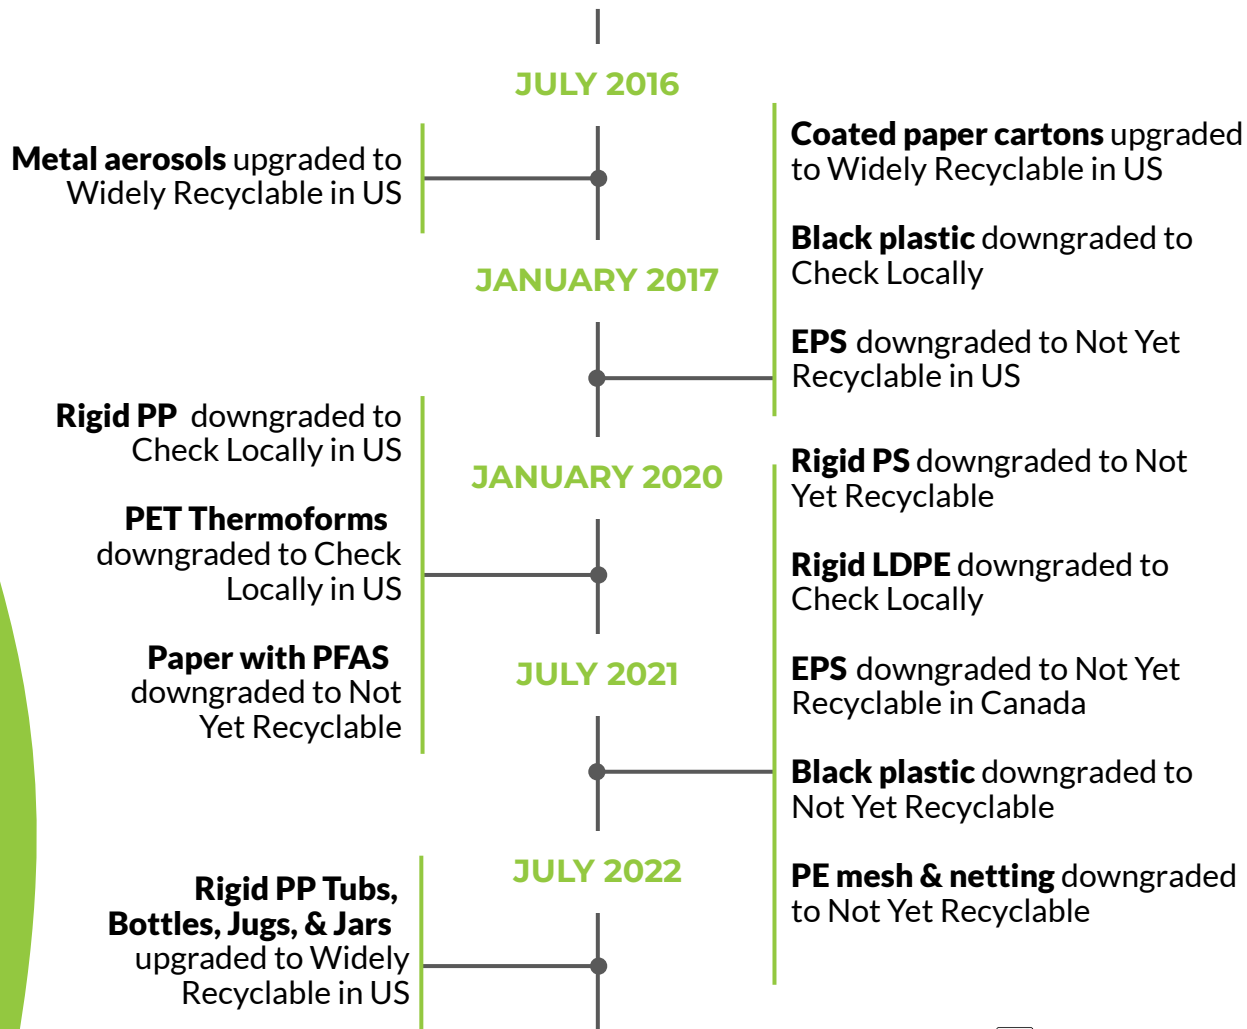 JULY 2016
Metal aerosols upgraded to
Widely Recyclable in US
JANUARY 2017
Coated paper cartons upgraded
to Widely Recyclable in US
Black plastic downgraded to
Check Locally
EPS downgraded to Not Yet
Recyclable in US
JANUARY 2020
Rigid PP downgraded to
Check Locally in US
PET Thermoforms
downgraded to Check
Locally in US
Paper with PFAS
downgraded to Not
Yet Recyclable
JULY 2021
Rigid PS downgraded to Not
Yet Recyclable
Rigid LDPE downgraded to
Check Locally
EPS downgraded to Not Yet
Recyclable in Canada
Black plastic downgraded to
Not Yet Recyclable
PE mesh & netting downgraded
to Not Yet Recyclable
JULY 2022
Rigid PP Tubs,
Bottles, Jugs, & Jars
upgraded to Widely
Recyclable in US